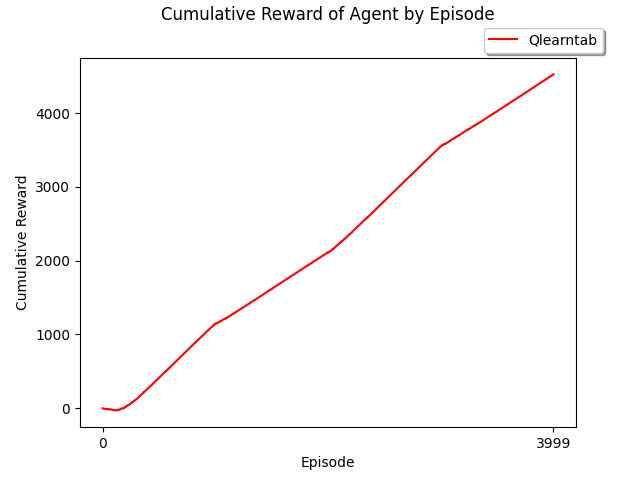 Cumulative Reward of Agent by Episode
Qlearntab
4000
3000
2000
1000
0
Cumulative Reward
0 3999
Episode